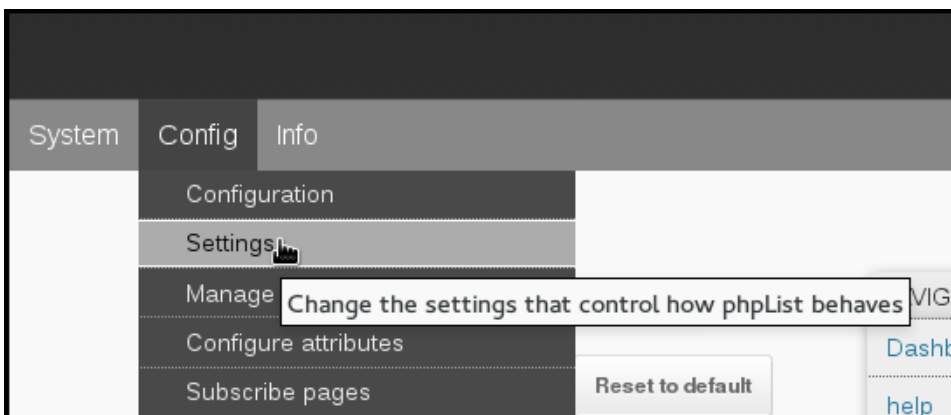 System Config Info
Configuration
Settings
Manage
Change the settings that control how phpList behaves
Configure attributes
Subscribe pages
Reset to default
VIG
Dashb
help